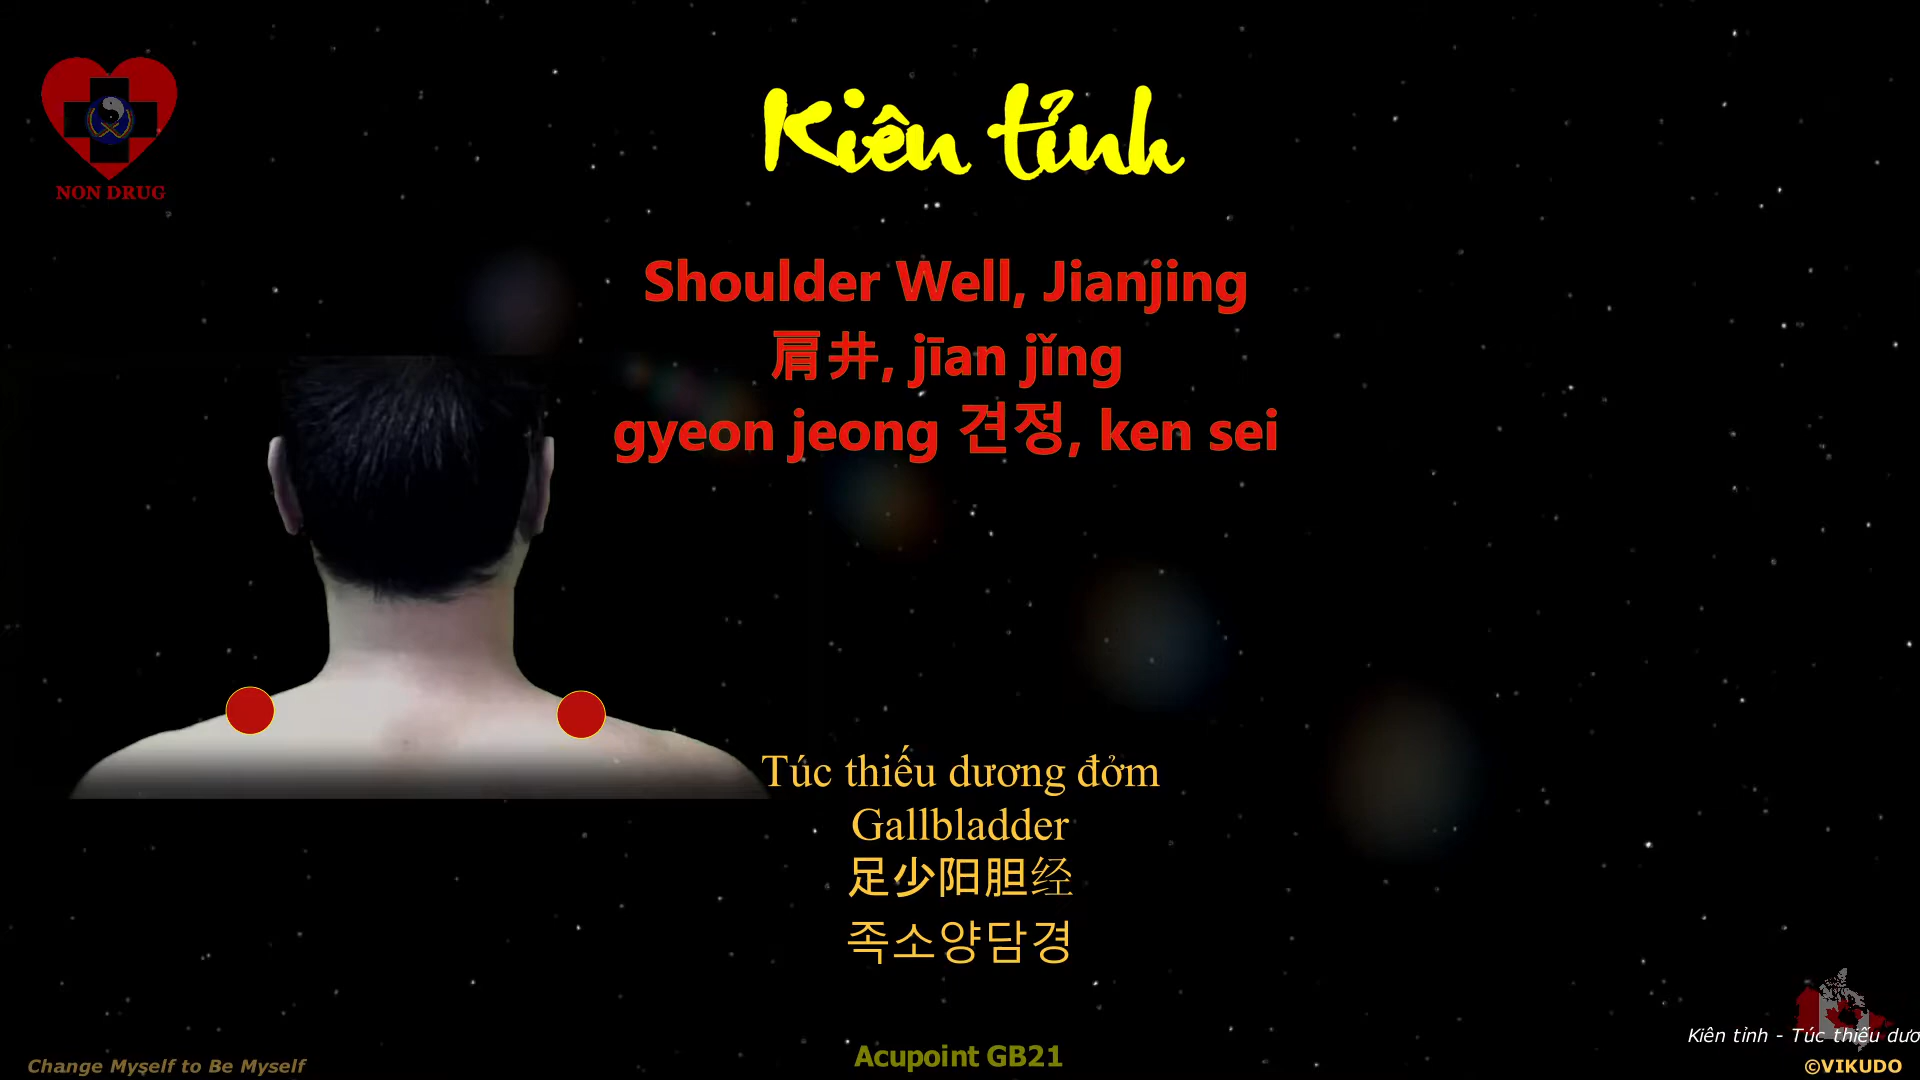 NON DRUG
Kiên tỉnh
Shoulder Well, Jianjing
肩井, jīan jǐng
gyeon jeong 견정, ken sei
Túc thiếu dương đởm
Gallbladder
足少阳胆经
족소양담경
Acupoint GB21
Change Myself to Be Myself
Kiên tỉnh - Túc thiếu dươ
©VIKUDO